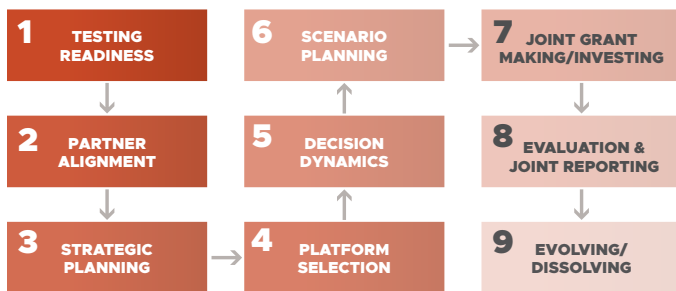 1 TESTING
READINESS
2 PARTNER
ALIGNMENT
3 STRATEGIC
PLANNING
4 PLATFORM
SELECTION
5 DECISION
DYNAMICS
6 SCENARIO
PLANNING
7 JOINT GRANT
MAKING/INVESTING
8 EVALUATION &
JOINT REPORTING
9 EVOLVING/
DISSOLVING